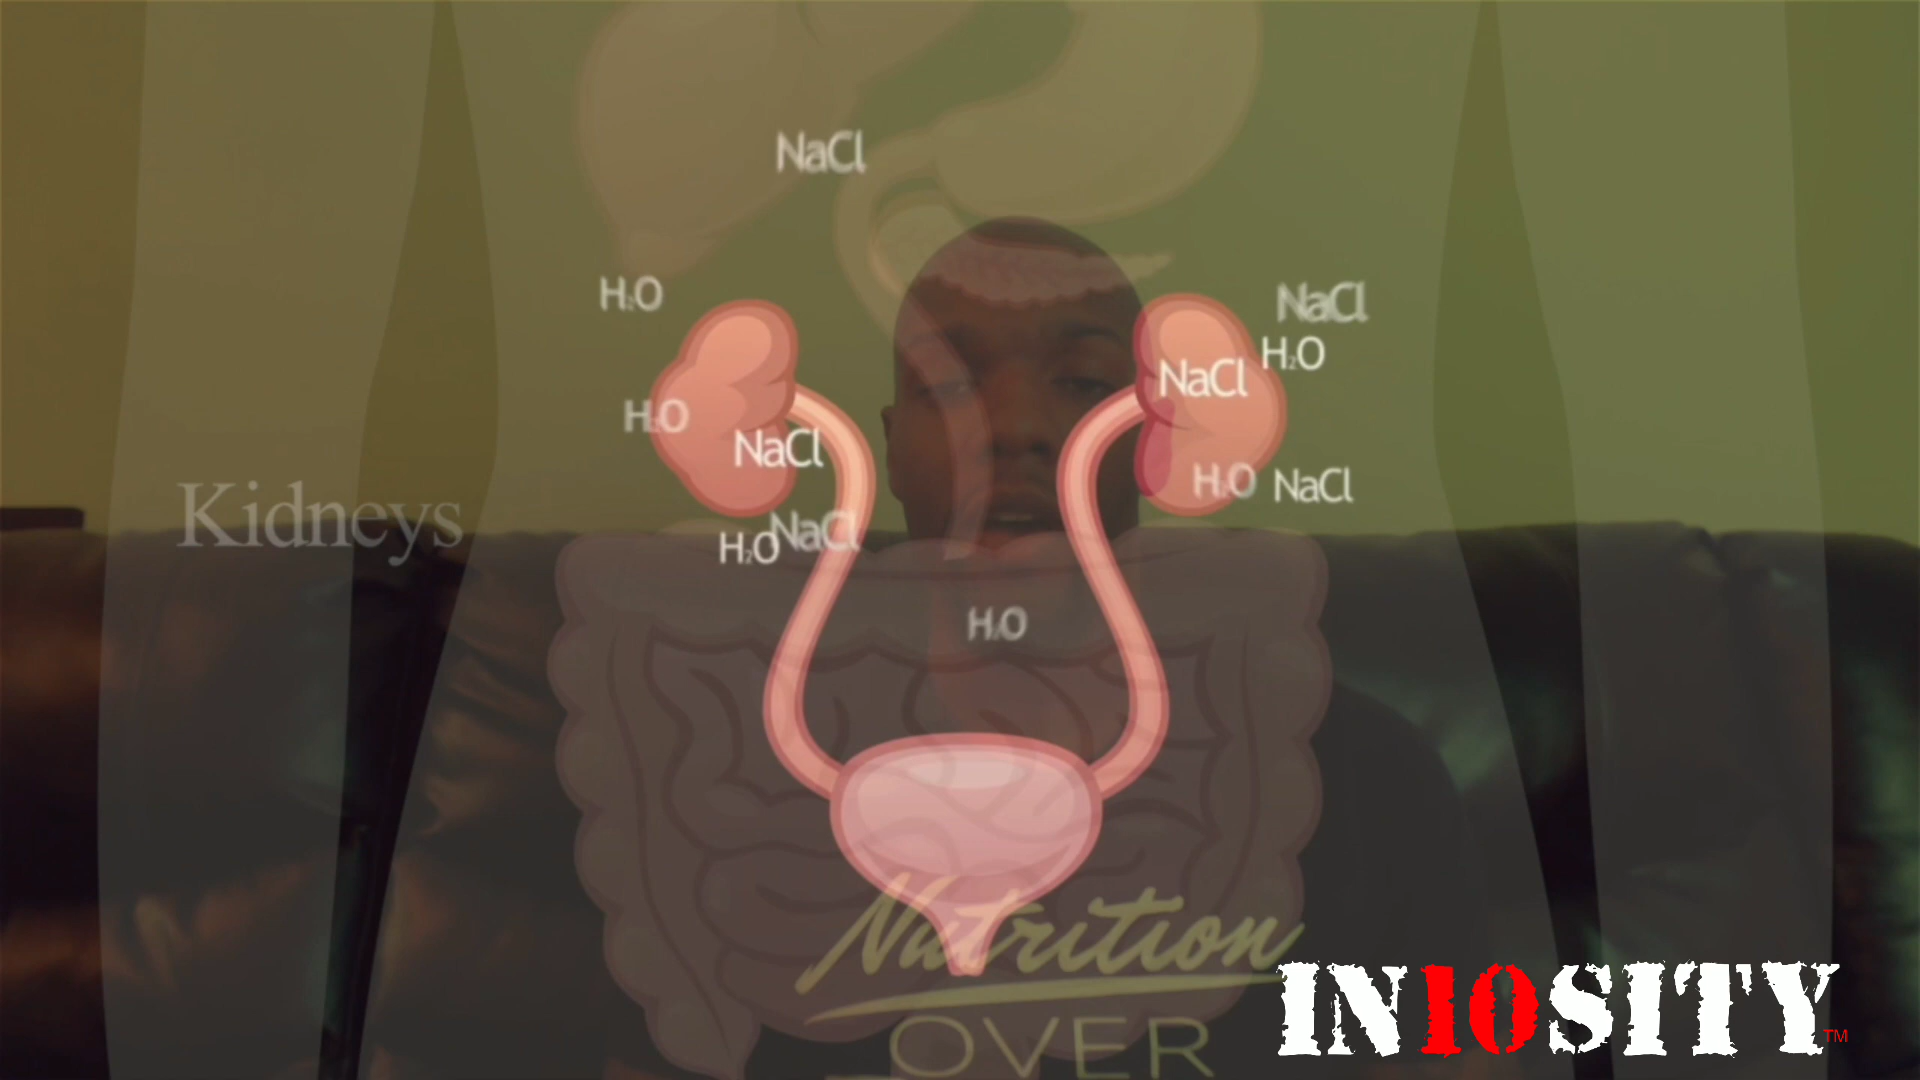 NaCl
H₂O
NaCl
H₂O
NaCl
H₂O
NaCl
Kidneys
H₂O
NaCl
H₂O
NaCl
H₂O
Nutrition
OVER
IN10SITY™